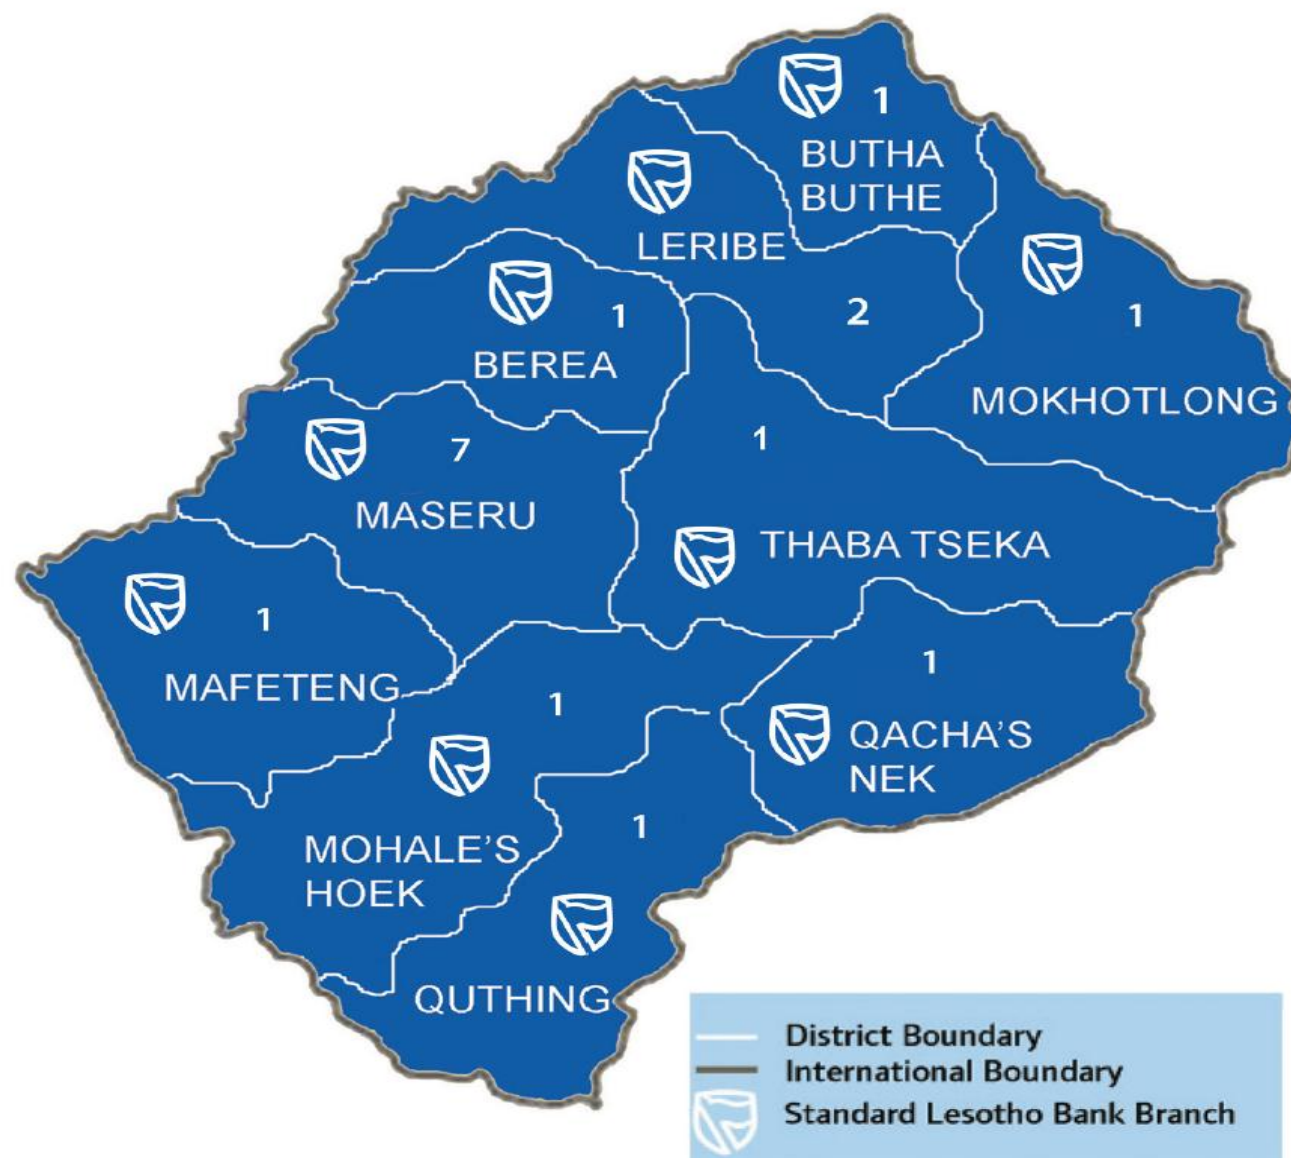 1
BUTHA
BUTHE
LERIBE
2
1
BEREA
1
MOKHOTLONG
7
MASERU
1
THABA TSEKA
1
MAFETENG
1
QACHA'S
NEK
1
MOHALE'S
HOEK
1
QUTHING
District Boundary
International Boundary
Standard Lesotho Bank Branch